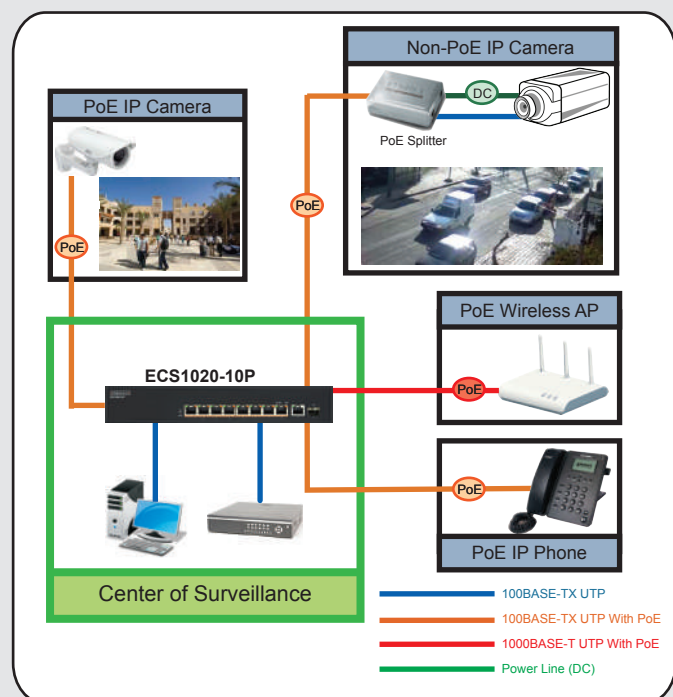 Non-PoE IP Camera
DC
PoE Splitter
PoE IP Camera
PoE
PoE
PoE Wireless AP
PoE
ECS1020-10P
PoE
PoE IP Phone
Center of Surveillance
100BASE-TX UTP
100BASE-TX UTP With PoE
1000BASE-T UTP With PoE
Power Line (DC)